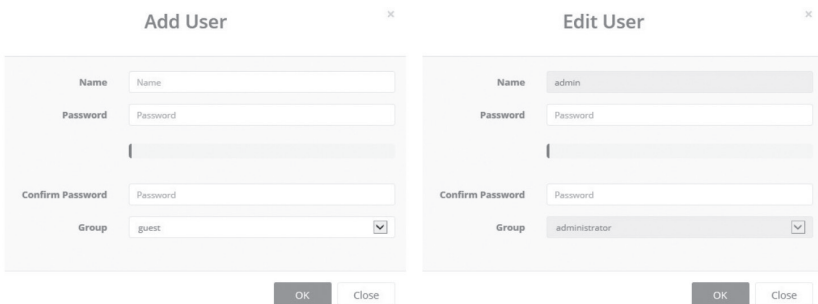 Add User
×
Name
Name
Password
Password
Confirm Password
Password
Group
guest
OK
Close
Edit User
×
Name
admin
Password
Password
Confirm Password
Password
Group
administrator
OK
Close